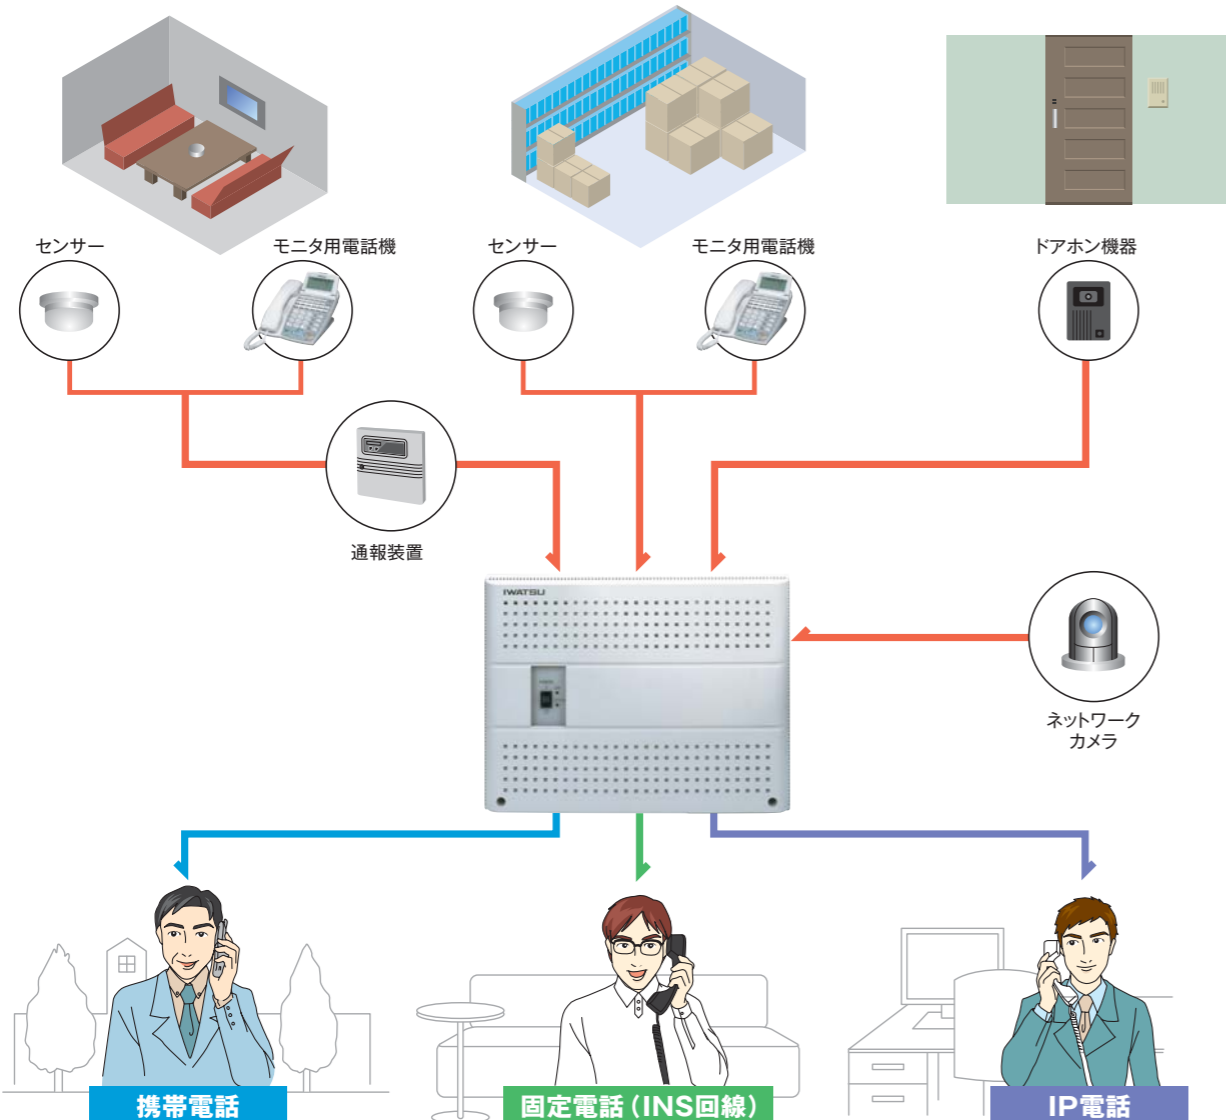 センサー
モニタ用電話機
センサー
モニタ用電話機
ドアホン機器
通報装置
IWATSU
ネットワーク
カメラ
携帯電話
固定電話（INS回線）
IP電話